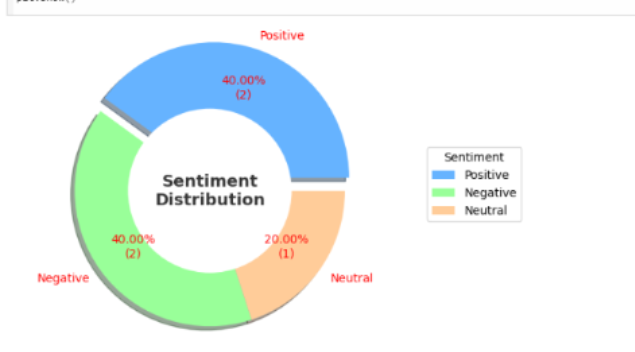 Positive
40.00%
(2)
Sentiment
Distribution
40.00%
(2)
20.00%
(1)
Negative
Neutral
Sentiment
Positive
Negative
Neutral